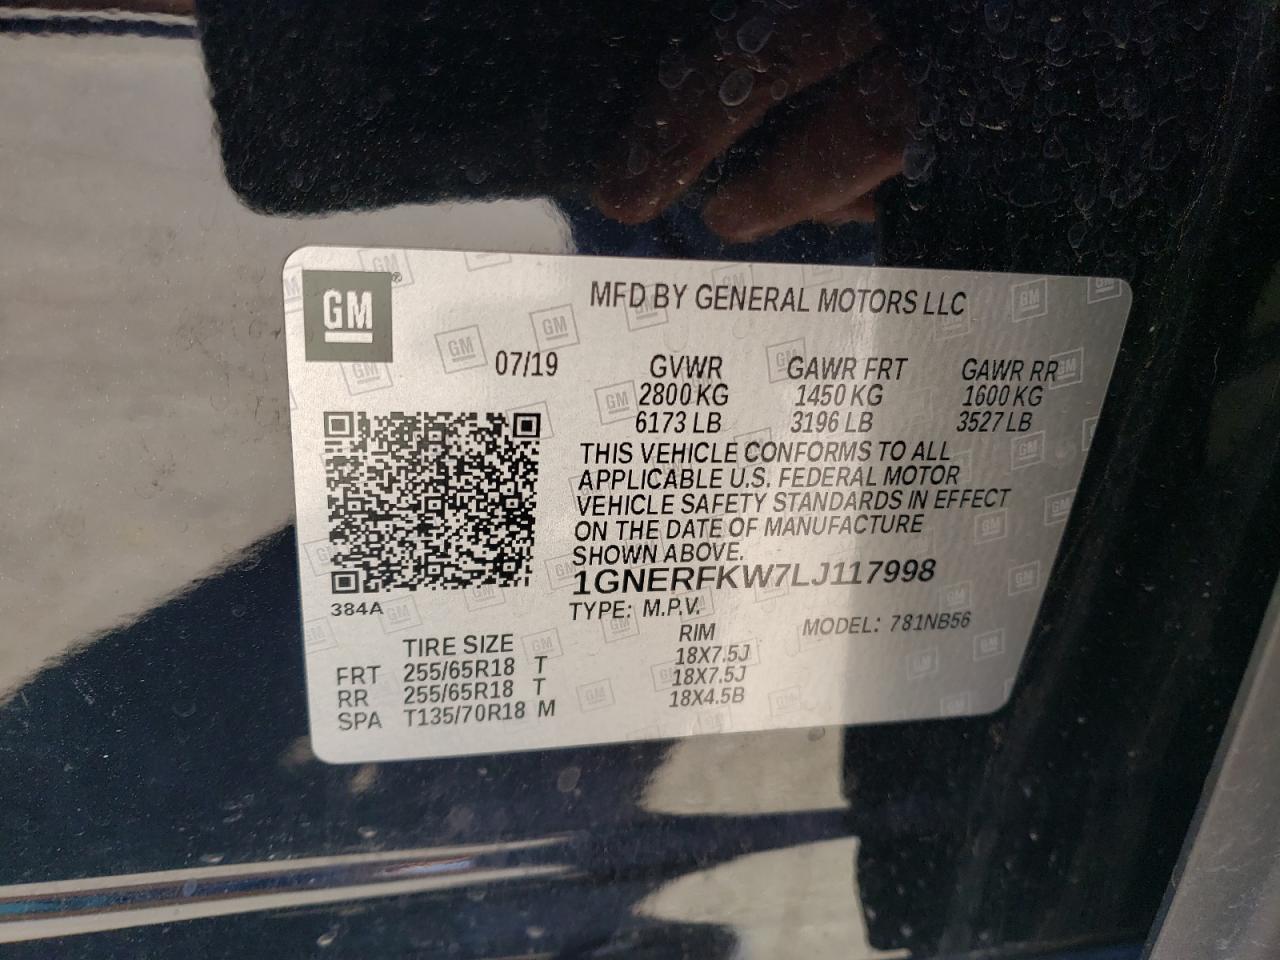 GM
MFD BY GENERAL MOTORS LLC
07/19 GVWR GAWR FRT GAWR RR
2800 KG 1450 KG 1600 KG
6173 LB 3196 LB 3527 LB
THIS VEHICLE CONFORMS TO ALL
APPLICABLE U.S. FEDERAL MOTOR
VEHICLE SAFETY STANDARDS IN EFFECT
ON THE DATE OF MANUFACTURE
SHOWN ABOVE.
1GNERFKW7LJ117998
384A
TYPE: M.P.V. MODEL: 781NB56
TIRE SIZE RIM
FRT 255/65R18 T 18X7.5J
RR 255/65R18 T 18X7.5J
SPA T135/70R18 M 18X4.5B